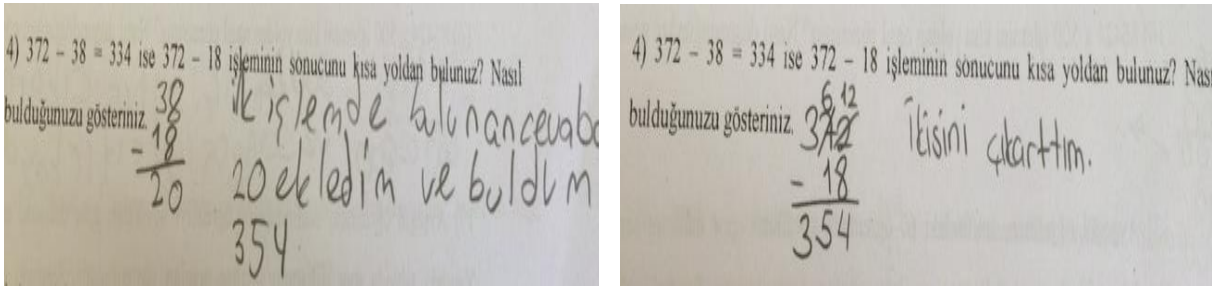 4) 372 - 38 = 334 ise 372 - 18 işleminin sonucunu kısa yoldan bulunuz? Nasıl
bulduğunuzu gösteriniz.
38
- 18
20
ilk işlemde bulunan cevaba
20 ekledim ve buldum
354
4) 372 - 38 = 334 ise 372 - 18 işleminin sonucunu kısa yoldan bulunuz? Nas
bulduğunuzu gösteriniz.
6 12
372
- 18
354
İkisini çıkarttım.